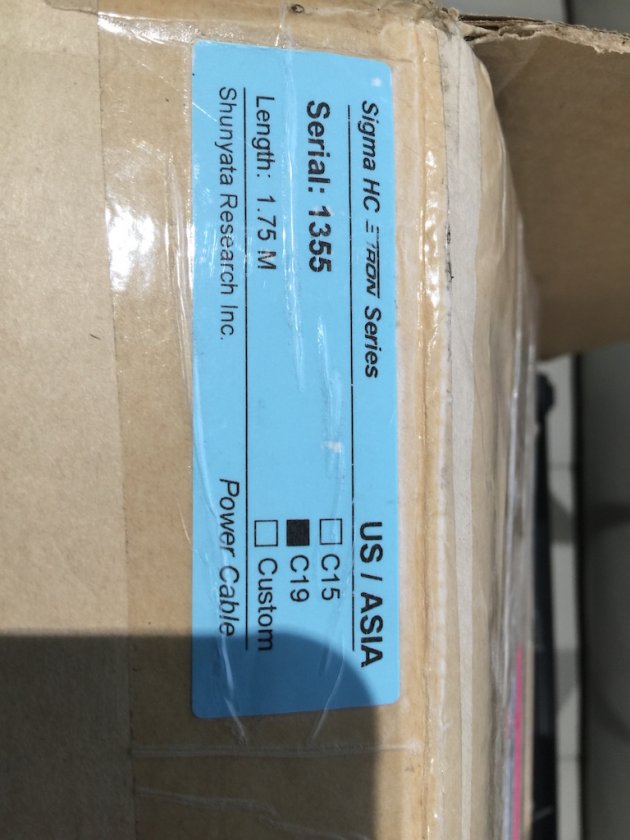 Sigma HC ΞTRON Series US / ASIA
Serial: 1355
☐ C15
■ C19
Length: 1.75 M
☐ Custom
Shunyata Research Inc. Power Cable